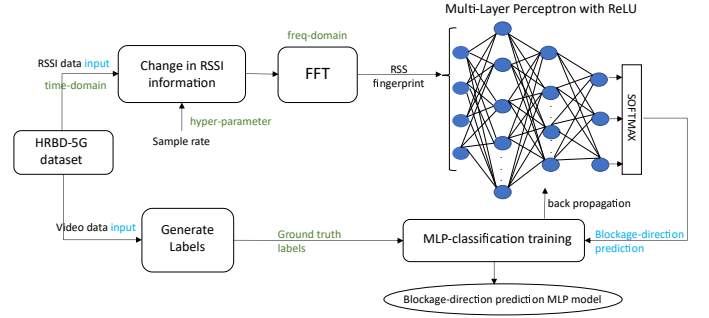 Multi-Layer Perceptron with ReLU
freq-domain
RSSI data input
time-domain
Change in RSSI
information
FFT
RSS
fingerprint
SOFTMAX
hyper-parameter
Sample rate
HRBD-5G
dataset
Video data input
Generate
Labels
Ground truth
labels
back propagation
MLP-classification training
Blockage-direction
prediction
Blockage-direction prediction MLP model